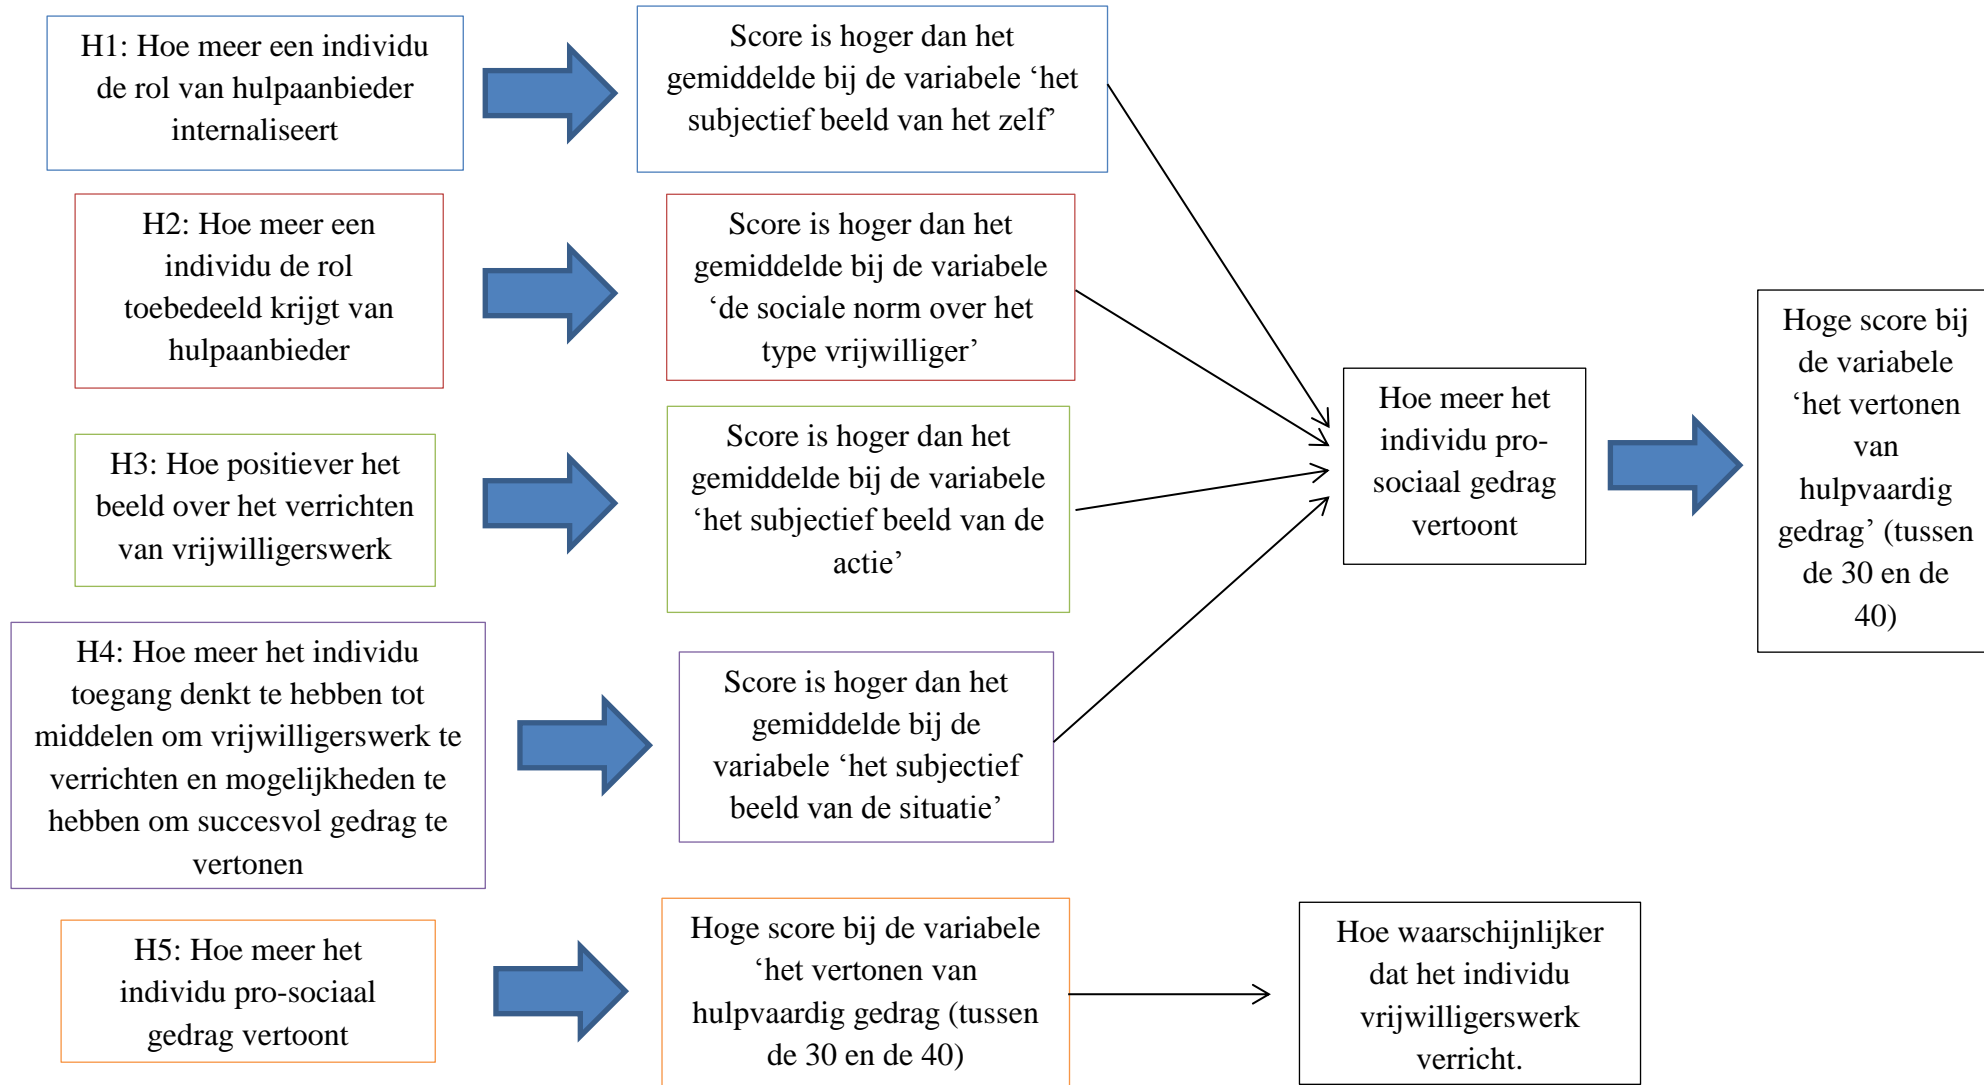 H1: Hoe meer een individu
de rol van hulpaanbieder
internaliseert
Score is hoger dan het
gemiddelde bij de variabele ‘het
subjectief beeld van het zelf’
H2: Hoe meer een
individu de rol
toebedeeld krijgt van
hulpaanbieder
Score is hoger dan het
gemiddelde bij de variabele
‘de sociale norm over het
type vrijwilliger’
H3: Hoe positiever het
beeld over het verrichten
van vrijwilligerswerk
Score is hoger dan het
gemiddelde bij de variabele
‘het subjectief beeld van de
actie’
H4: Hoe meer het individu
toegang denkt te hebben tot
middelen om vrijwilligerswerk te
verrichten en mogelijkheden te
hebben om succesvol gedrag te
vertonen
Score is hoger dan het
gemiddelde bij de
variabele ‘het subjectief
beeld van de situatie’
Hoe meer het
individu pro-
sociaal gedrag
vertoont
Hoge score bij
de variabele
‘het vertonen
van
hulpvaardig
gedrag’ (tussen
de 30 en de
40)
H5: Hoe meer het
individu pro-sociaal
gedrag vertoont
Hoge score bij de variabele
‘het vertonen van
hulpvaardig gedrag (tussen
de 30 en de 40)
Hoe waarschijnlijker
dat het individu
vrijwilligerswerk
verricht.